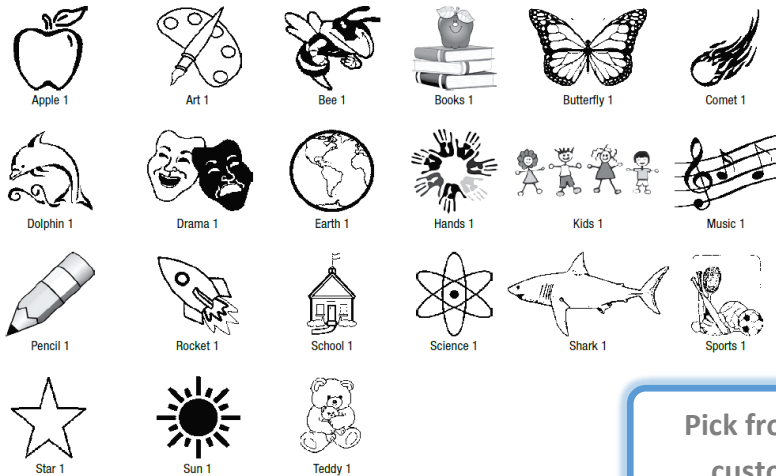 Apple 1
Art 1
Bee 1
Books 1
Butterfly 1
Comet 1
Dolphin 1
Drama 1
Earth 1
Hands 1
Kids 1
Music 1
Pencil 1
Rocket 1
School 1
Science 1
Shark 1
Sports 1
Star 1
Sun 1
Teddy 1
Pick fro
custo